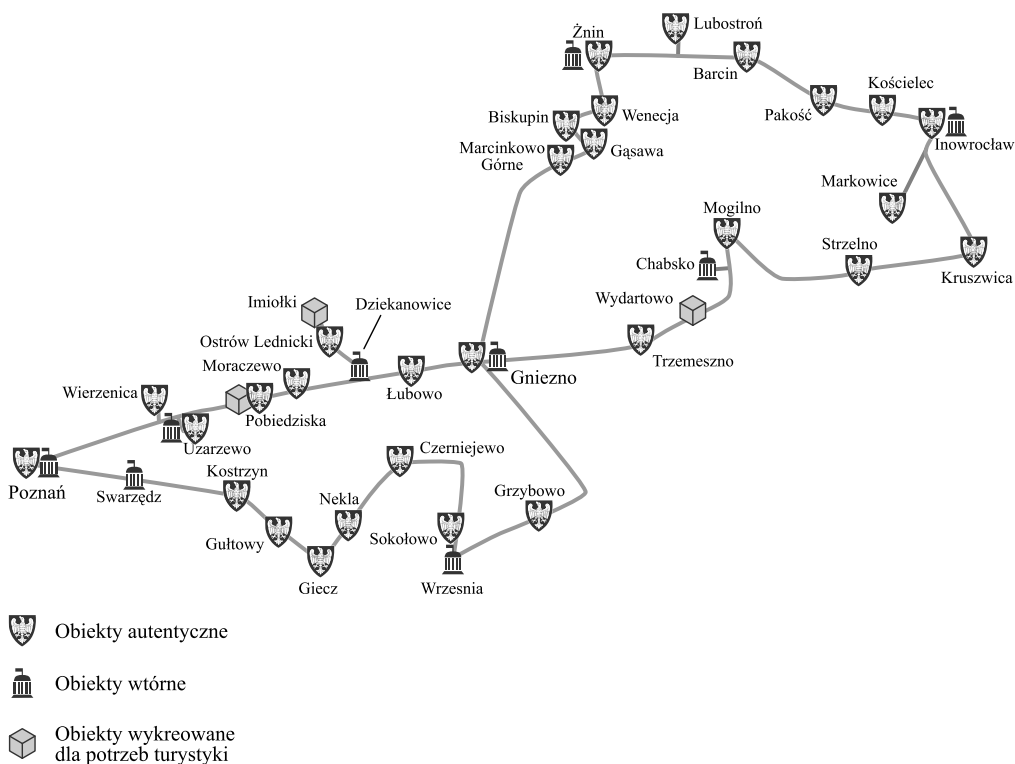 Lubostroń
Żnin
Barcin
Kościelec
Pakość
Biskupin
Wenecja
Inowrocław
Marcinkowo
Górne
Gąsawa
Markowice
Mogilno
Strzelno
Chabsko
Kruszwica
Wydartowo
Imiołki
Dziekanowice
Ostrów Lednicki
Trzemeszno
Moraczewo
Gniezno
Wierzenica
Łubowo
Pobiedziska
Uzarzewo
Czerniejewo
Kostrzyn
Poznań
Swarzędz
Nekla
Grzybowo
Gułtowy
Sokołowo
Giecz
Wrzesnia
Obiekty autentyczne
Obiekty wtórne
Obiekty wykreowane
dla potrzeb turystyki